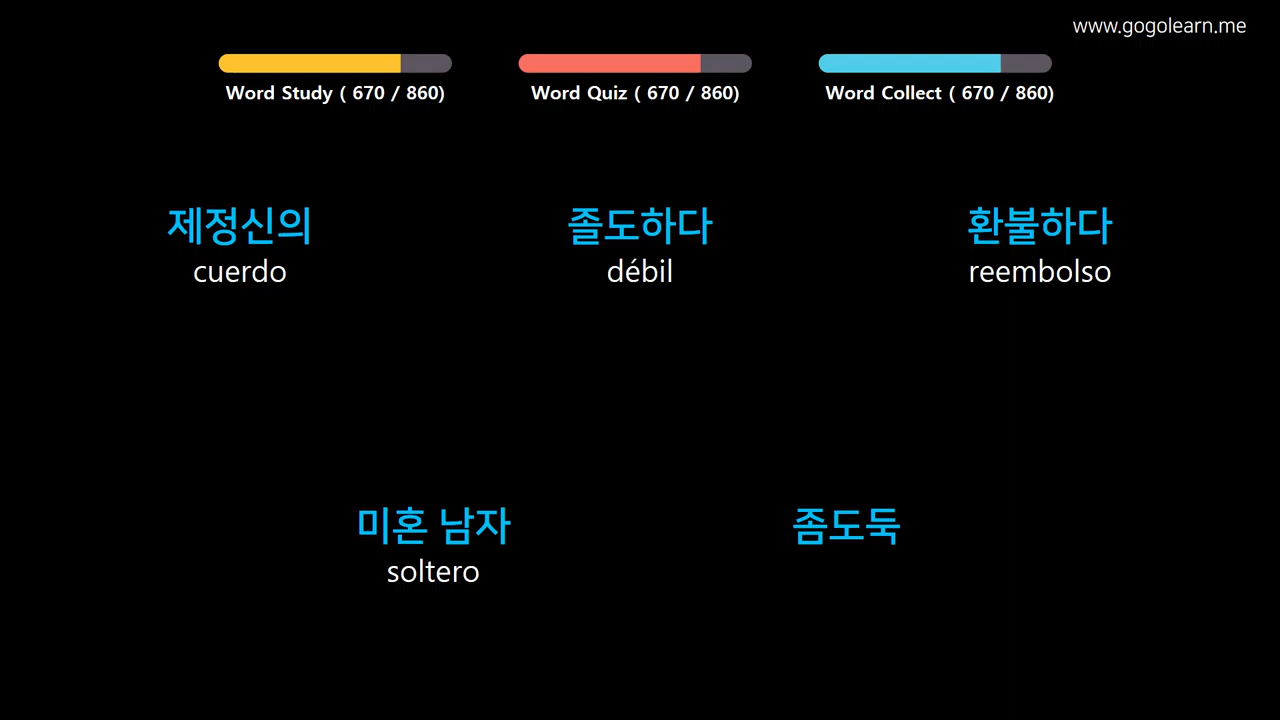 www.gogolearn.me
Word Study ( 670 / 860)
Word Quiz ( 670 / 860)
Word Collect ( 670 / 860)
제정신의
cuerdo
졸도하다
débil
환불하다
reembolso
미혼 남자
soltero
좀도둑